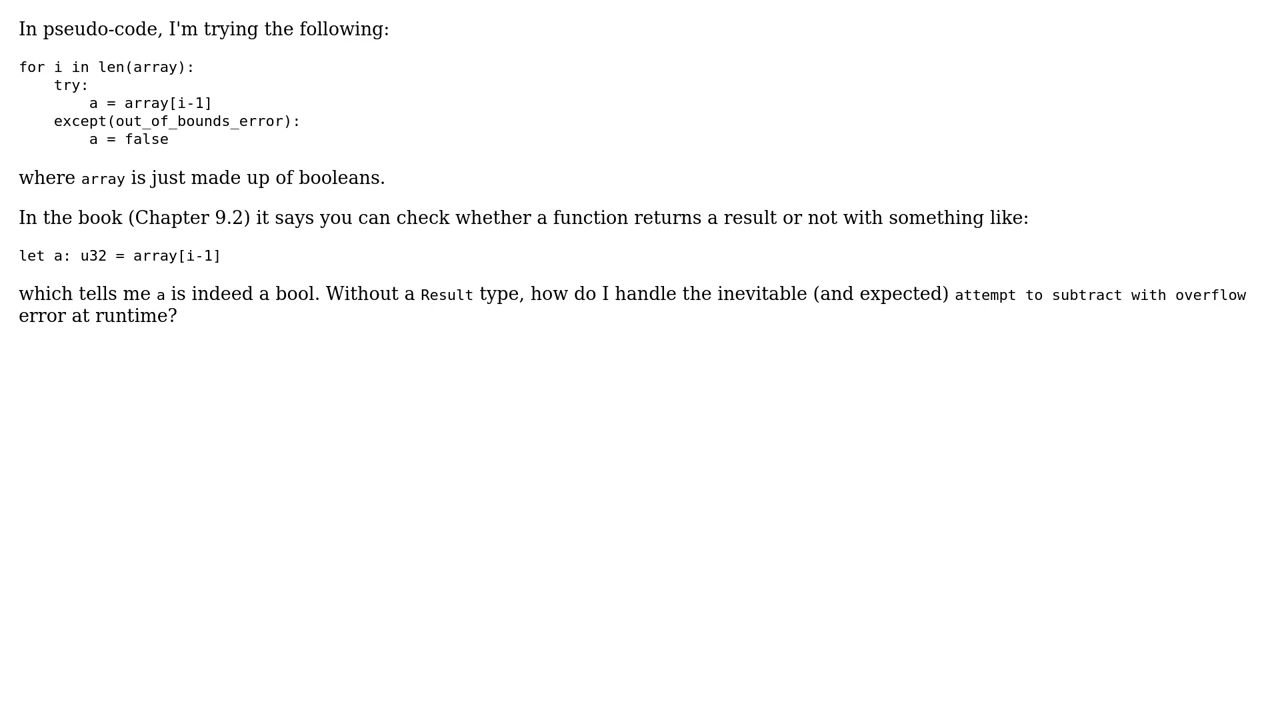 In pseudo-code, I'm trying the following:
for i in len(array):
    try:
        a = array[i-1]
    except(out_of_bounds_error):
        a = false
where array is just made up of booleans.
In the book (Chapter 9.2) it says you can check whether a function returns a result or not with something like:
let a: u32 = array[i-1]
which tells me a is indeed a bool. Without a Result type, how do I handle the inevitable (and expected) attempt to subtract with overflow
error at runtime?